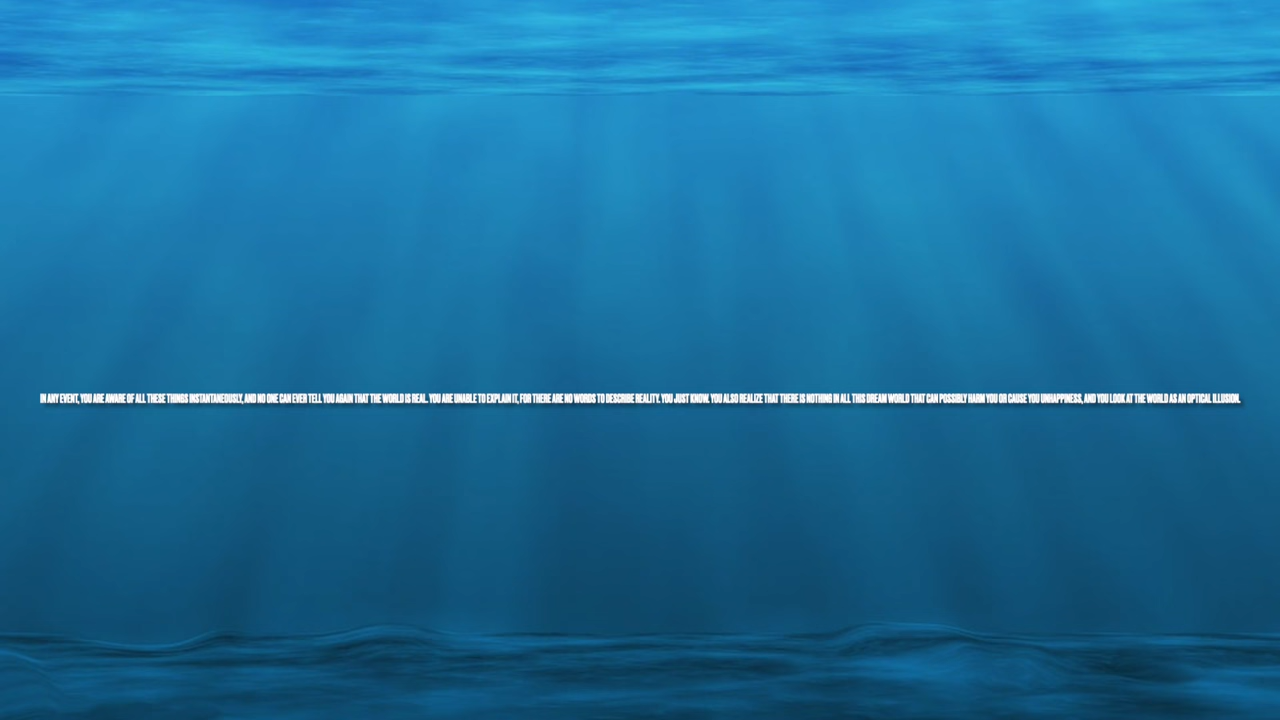 IN ANY EVENT, YOU ARE AWARE OF ALL THESE THINGS INSTANTANEOUSLY, AND NO ONE CAN EVER TELL YOU AGAIN THAT THE WORLD IS REAL. YOU ARE UNABLE TO EXPLAIN IT, FOR THERE ARE NO WORDS TO DESCRIBE REALITY. YOU JUST KNOW. YOU ALSO REALIZE THAT THERE IS NOTHING IN ALL THIS DREAM WORLD THAT CAN POSSIBLY HARM YOU OR CAUSE YOU UNHAPPINESS, AND YOU LOOK AT THE WORLD AS AN OPTICAL ILLUSION.